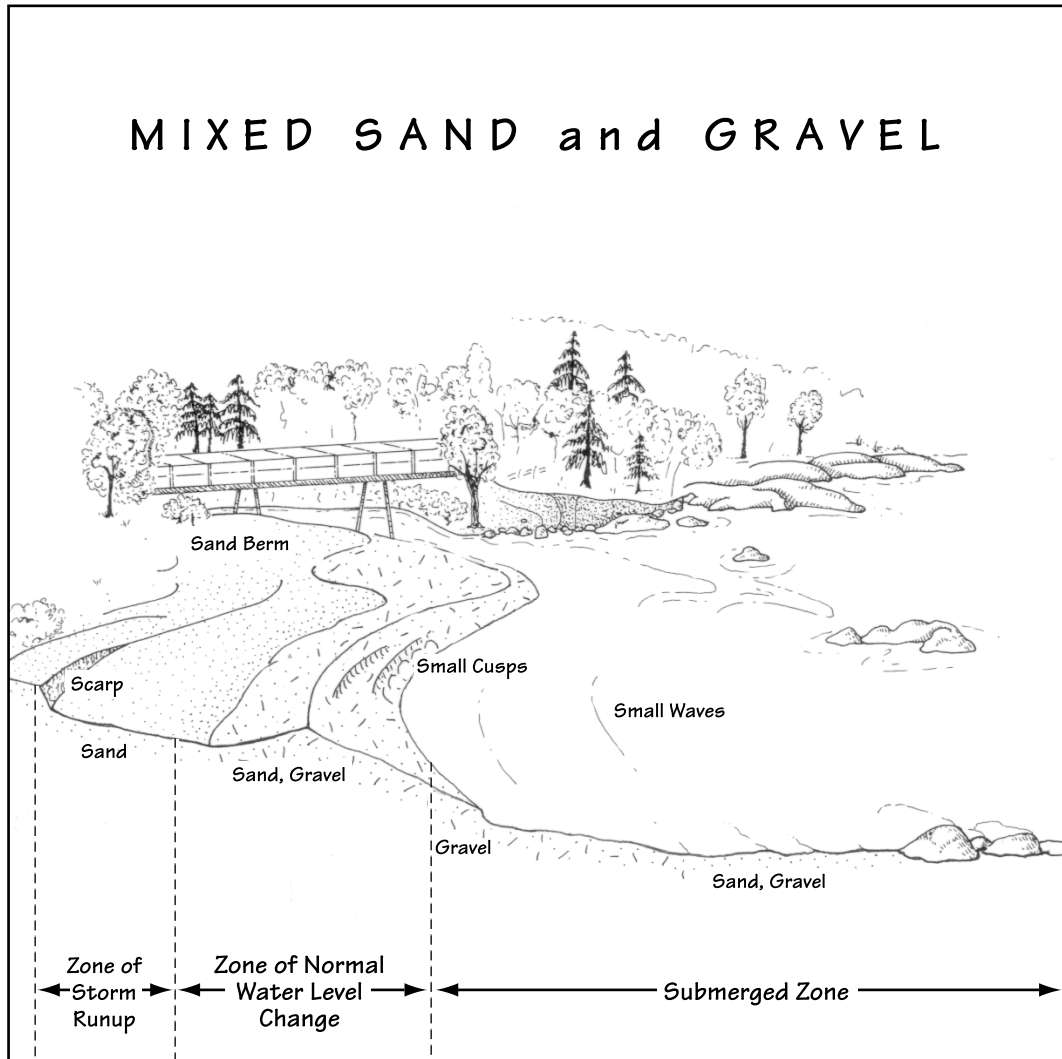 MIXED SAND and GRAVEL
Sand Berm
Small Cusps
Scarp
Small Waves
Sand
Sand, Gravel
Gravel
Sand, Gravel
Zone of
Storm
Runup
Zone of Normal
Water Level
Change
Submerged Zone